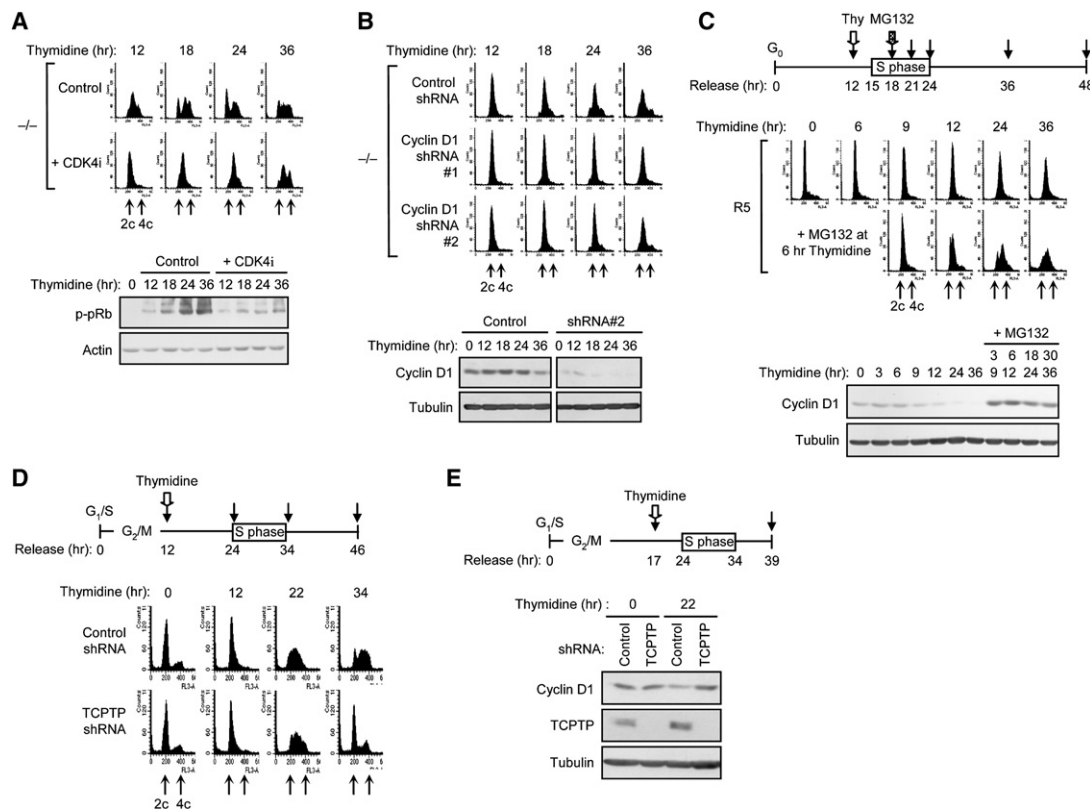 A
Thymidine (hr): 12 18 24 36
Control
–/–
+ CDK4i
2c 4c
Control + CDK4i
Thymidine (hr): 0 12 18 24 36 12 18 24 36
p-pRb
Actin
B
Thymidine (hr): 12 18 24 36
Control
shRNA
Cyclin D1
shRNA
#1
–/–
Cyclin D1
shRNA
#2
2c 4c
Control shRNA#2
Thymidine (hr): 0 12 18 24 36 0 12 18 24 36
Cyclin D1
Tubulin
C
Thy MG132
G0
S phase
Release (hr): 0 12 15 18 21 24 36 48
Thymidine (hr): 0 6 9 12 24 36
R5
+ MG132 at
6 hr Thymidine
2c 4c
+ MG132
3 6 18 30
Thymidine (hr): 0 3 6 9 12 24 36 9 12 24 36
Cyclin D1
Tubulin
D
Thymidine
G1/S
G2/M
S phase
Release (hr): 0 12 24 34 46
Thymidine (hr): 0 12 22 34
Control
shRNA
TCPTP
shRNA
2c 4c
E
Thymidine
G1/S
G2/M
S phase
Release (hr): 0 17 24 34 39
Thymidine (hr) : 0 22
shRNA: Control TCPTP Control TCPTP
Cyclin D1
TCPTP
Tubulin